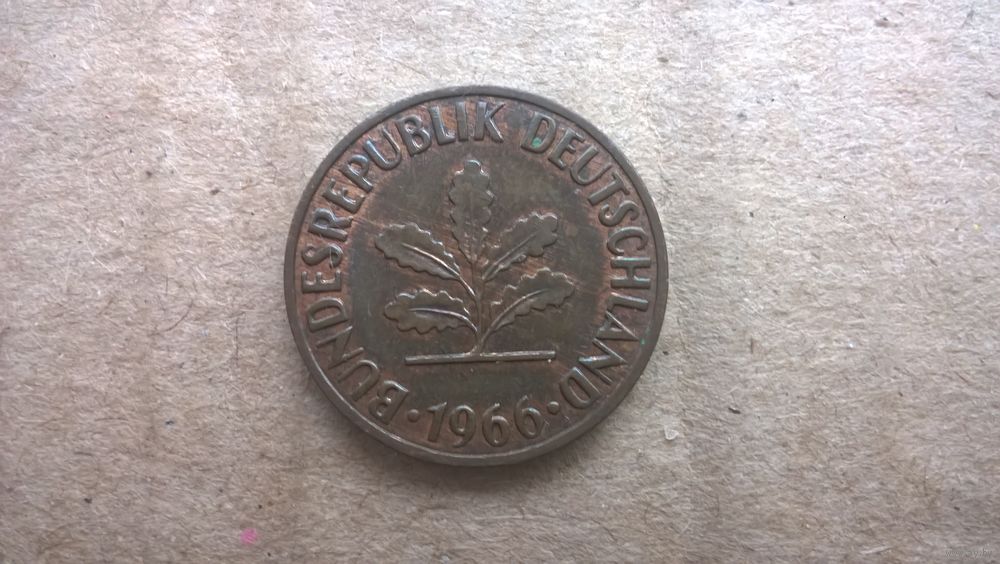 BUNDESREPUBLIK DEUTSCHLAND
· 1966 ·